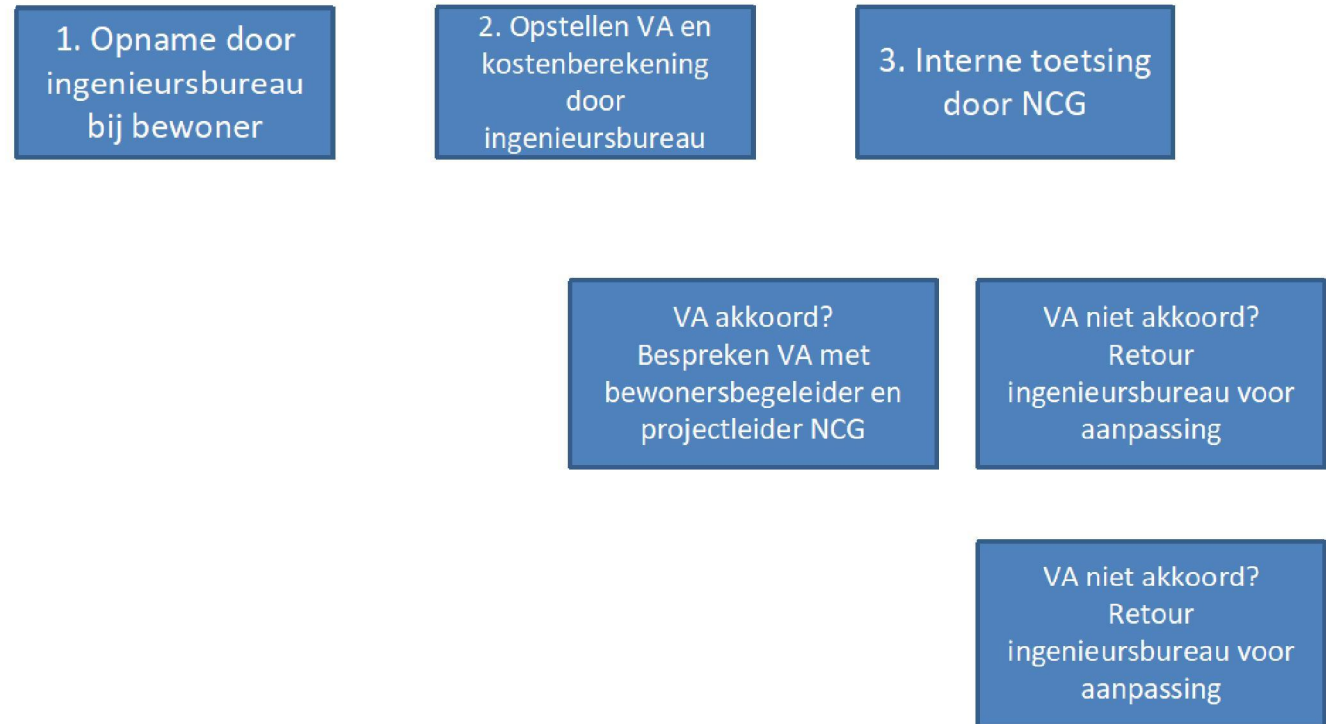 1. Opname door
ingenieursbureau
bij bewoner
2. Opstellen VA en
kostenberekening
door
ingenieursbureau
3. Interne toetsing
door NCG
VA akkoord?
Bespreken VA met
bewonersbegeleider en
projectleider NCG
VA niet akkoord?
Retour
ingenieursbureau voor
aanpassing
VA niet akkoord?
Retour
ingenieursbureau voor
aanpassing